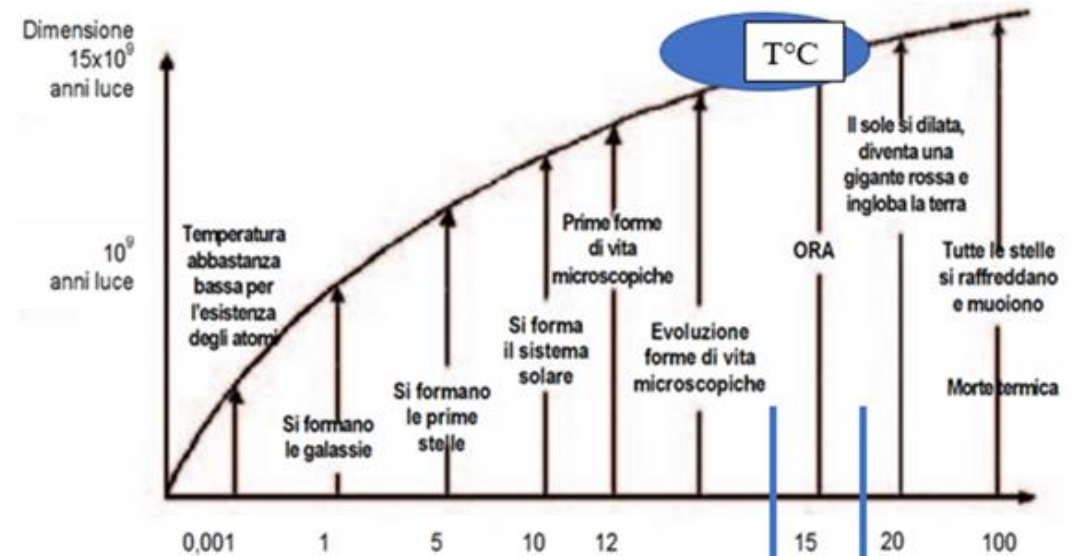 Dimensione
15x10⁹
anni luce
10⁹
anni luce
T°C
Temperatura
abbastanza
bassa per
l'esistenza
degli atomi
Si formano
le galassie
Si formano
le prime
stelle
Si forma
il sistema
solare
Prime forme
di vita
microscopiche
Evoluzione
forme di vita
microscopiche
ORA
Il sole si dilata,
diventa una
gigante rossa e
ingloba la terra
Tutte le stelle
si raffreddano
e muoiono
Morte termica
0,001 1 5 10 12 15 20 100